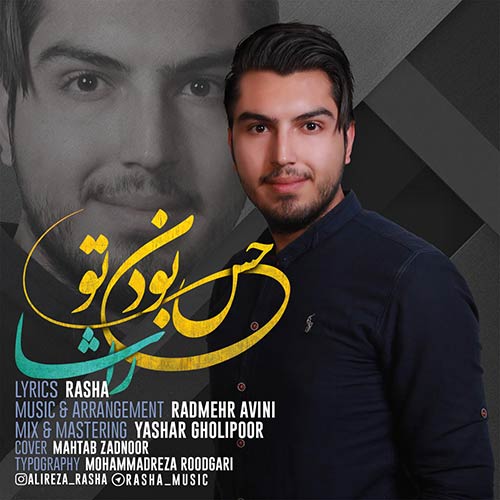 حس بودن تو
راشا
LYRICS RASHA
MUSIC & ARRANGEMENT RADMEHR AVINI
MIX & MASTERING YASHAR GHOLIPOOR
COVER MAHTAB ZADNOOR
TYPOGRAPHY MOHAMMADREZA ROODGARI
ALIREZA_RASHA RASHA_MUSIC